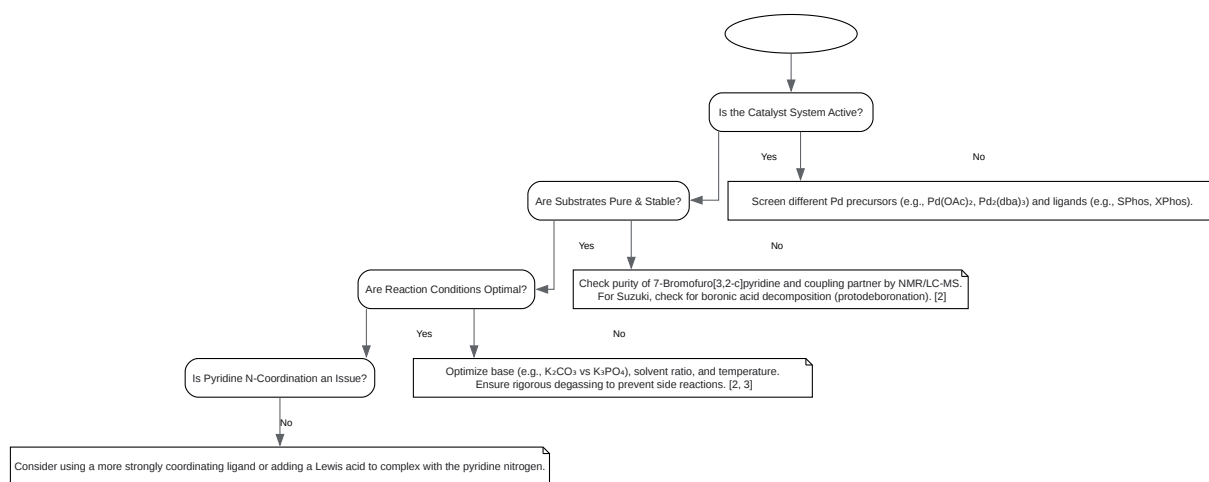 Is the Catalyst System Active?
Yes
No
Are Substrates Pure & Stable?
Screen different Pd precursors (e.g., Pd(OAc)₂, Pd₂(dba)₃) and ligands (e.g., SPhos, XPhos).
Yes
No
Are Reaction Conditions Optimal?
Check purity of 7-Bromofuro[3,2-c]pyridine and coupling partner by NMR/LC-MS.
For Suzuki, check for boronic acid decomposition (protodeboronation). [2]
Yes
No
Is Pyridine N-Coordination an Issue?
Optimize base (e.g., K₂CO₃ vs K₃PO₄), solvent ratio, and temperature.
Ensure rigorous degassing to prevent side reactions. [2, 3]
No
Consider using a more strongly coordinating ligand or adding a Lewis acid to complex with the pyridine nitrogen.